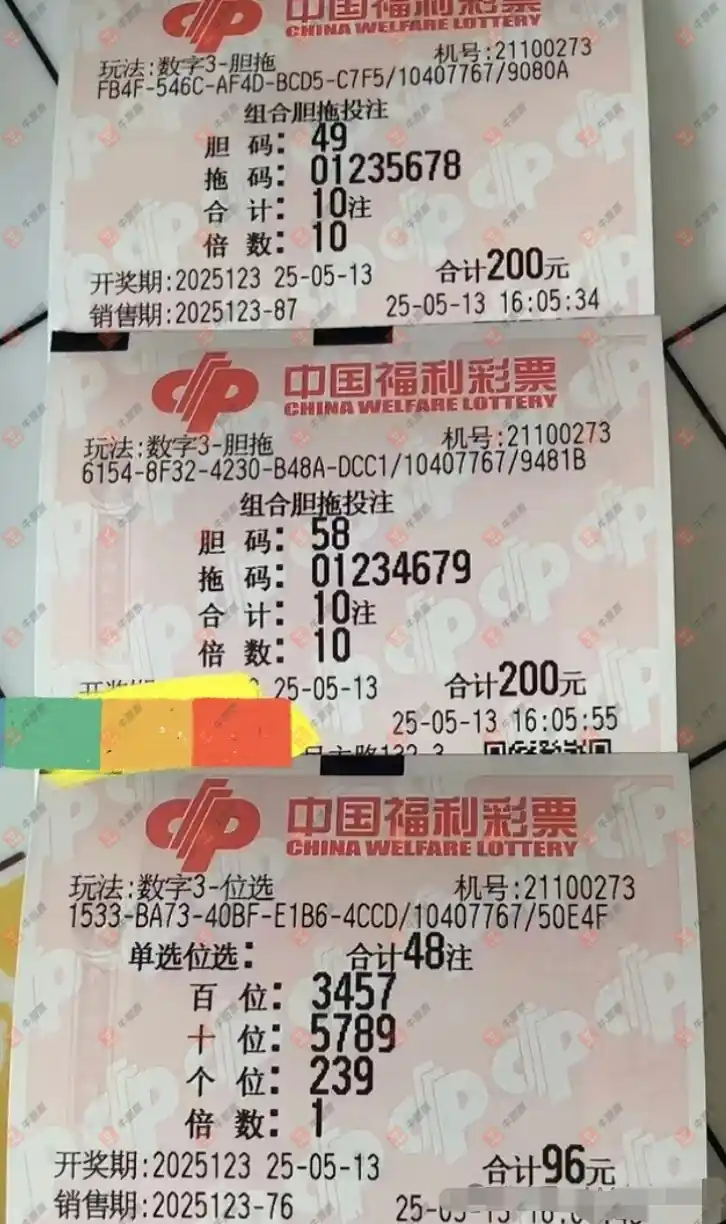 中国福利彩票
CHINA WELFARE LOTTERY
玩法:数字3-胆拖 机号:21100273
FB4F-546C-AF4D-BCD5-C7F5/10407767/9080A
组合胆拖投注
胆 码: 49
拖 码: 01235678
合 计: 10注
倍 数: 10
开奖期:2025123 25-05-13 合计200元
销售期:2025123-87 25-05-13 16:05:34
中国福利彩票
CHINA WELFARE LOTTERY
玩法:数字3-胆拖 机号:21100273
6154-8F32-4230-B48A-DCC1/10407767/9481B
组合胆拖投注
胆 码: 58
拖 码: 01234679
合 计: 10注
倍 数: 10
25-05-13 合计200元
25-05-13 16:05:55
中国福利彩票
CHINA WELFARE LOTTERY
玩法:数字3-位选 机号:21100273
1533-BA73-40BF-E1B6-4CCD/10407767/50E4F
单选位选: 合计48注
百 位: 3457
十 位: 5789
个 位: 239
倍 数: 1
开奖期:2025123 25-05-13 合计96元
销售期:2025123-76 25-05-13